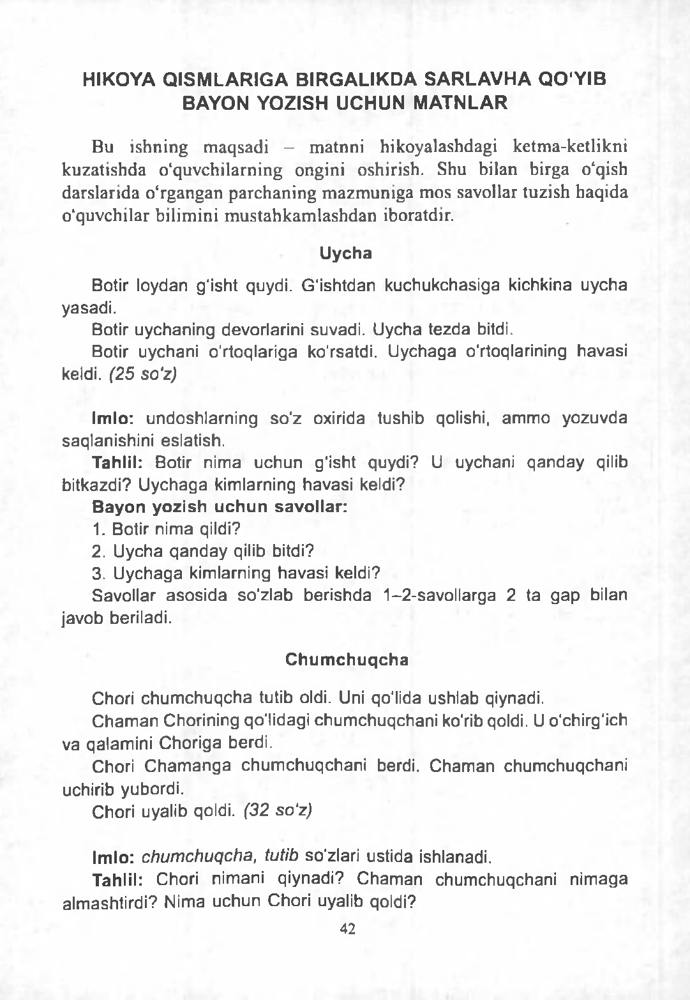 HIKOYA QISMLARIGA BIRGALIKDA SARLAVHA QO'YIB
BAYON YOZISH UCHUN MATNLAR
Bu ishning maqsadi – matnni hikoyalashdagi ketma-ketlikni
kuzatishda o‘quvchilarning ongini oshirish. Shu bilan birga o‘qish
darslarida o‘rgangan parchaning mazmuniga mos savollar tuzish haqida
o‘quvchilar bilimini mustahkamlashdan iboratdir.
Uycha
Botir loydan g'isht quydi. G'ishtdan kuchukchasiga kichkina uycha
yasadi.
Botir uychaning devorlarini suvadi. Uycha tezda bitdi.
Botir uychani o'rtoqlariga ko'rsatdi. Uychaga o'rtoqlarining havasi
keldi. (25 so'z)
Imlo: undoshlarning so'z oxirida tushib qolishi, ammo yozuvda
saqlanishini eslatish.
Tahlil: Botir nima uchun g'isht quydi? U uychani qanday qilib
bitkazdi? Uychaga kimlarning havasi keldi?
Bayon yozish uchun savollar:
1. Botir nima qildi?
2. Uycha qanday qilib bitdi?
3. Uychaga kimlarning havasi keldi?
Savollar asosida so'zlab berishda 1–2-savollarga 2 ta gap bilan
javob beriladi.
Chumchuqcha
Chori chumchuqcha tutib oldi. Uni qo'lida ushlab qiynadi.
Chaman Chorining qo'lidagi chumchuqchani ko'rib qoldi. U o'chirg'ich
va qalamini Choriga berdi.
Chori Chamanga chumchuqchani berdi. Chaman chumchuqchani
uchirib yubordi.
Chori uyalib qoldi. (32 so'z)
Imlo: chumchuqcha, tutib so'zlari ustida ishlanadi.
Tahlil: Chori nimani qiynadi? Chaman chumchuqchani nimaga
almashtirdi? Nima uchun Chori uyalib qoldi?
42